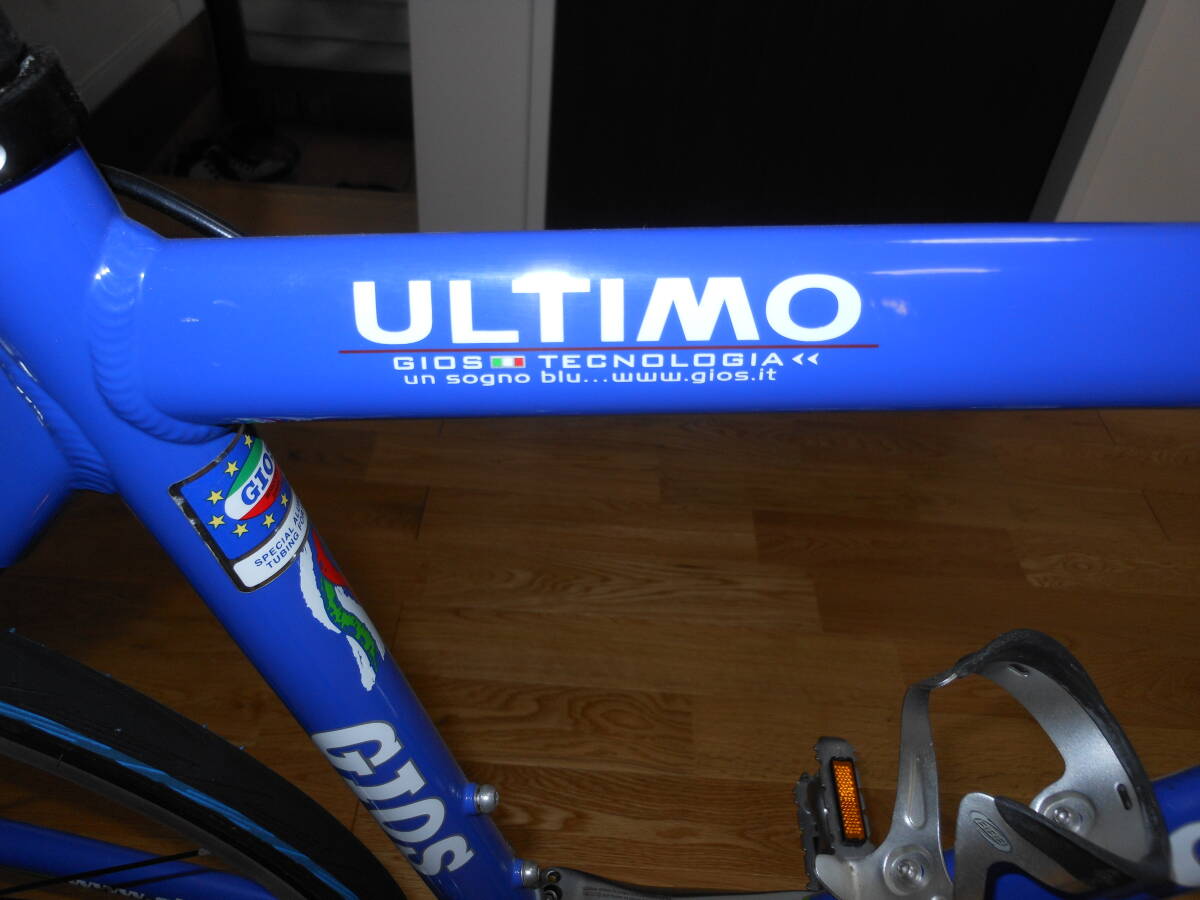 ULTIMO
GIOS TECNOLOGIA
un sogno blu...www.gios.it
GIOS
SPECIAL
TUBING
GIOS